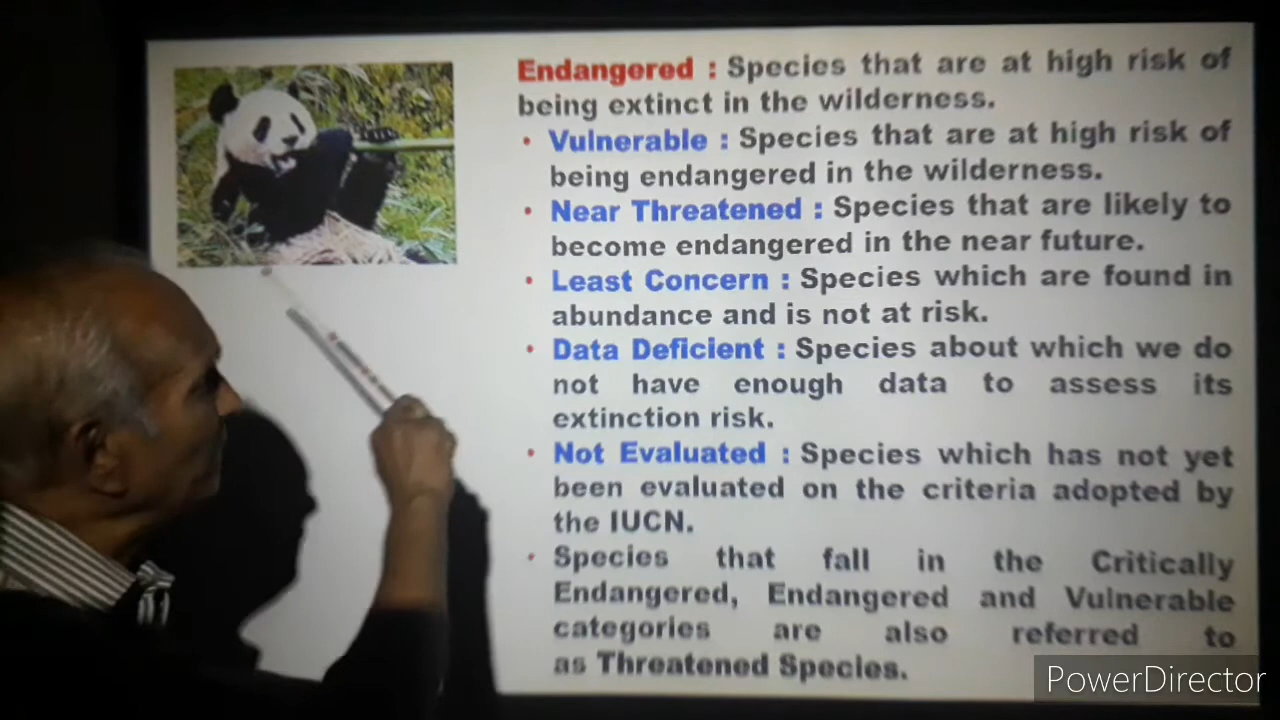 Endangered : Species that are at high risk of
being extinct in the wilderness.
• Vulnerable : Species that are at high risk of
being endangered in the wilderness.
• Near Threatened : Species that are likely to
become endangered in the near future.
• Least Concern : Species which are found in
abundance and is not at risk.
• Data Deficient : Species about which we do
not have enough data to assess its
extinction risk.
• Not Evaluated : Species which has not yet
been evaluated on the criteria adopted by
the IUCN.
• Species that fall in the Critically
Endangered, Endangered and Vulnerable
categories are also referred to
as Threatened Species.
PowerDirector